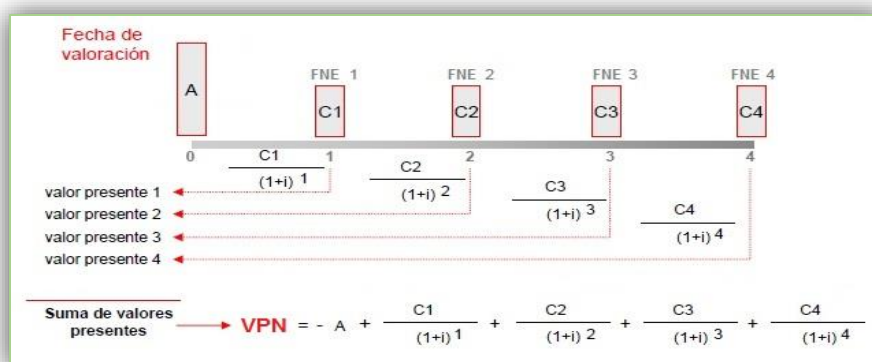 Fecha de
valoración
FNE 1 FNE 2 FNE 3 FNE 4
A
C1 C2 C3 C4
0 1 2 3 4
C1
(1+i) 1
C2
(1+i) 2
C3
(1+i) 3
C4
(1+i) 4
valor presente 1
valor presente 2
valor presente 3
valor presente 4
Suma de valores
presentes
VPN = - A + C1 + C2 + C3 + C4
(1+i) 1 (1+i) 2 (1+i) 3 (1+i) 4